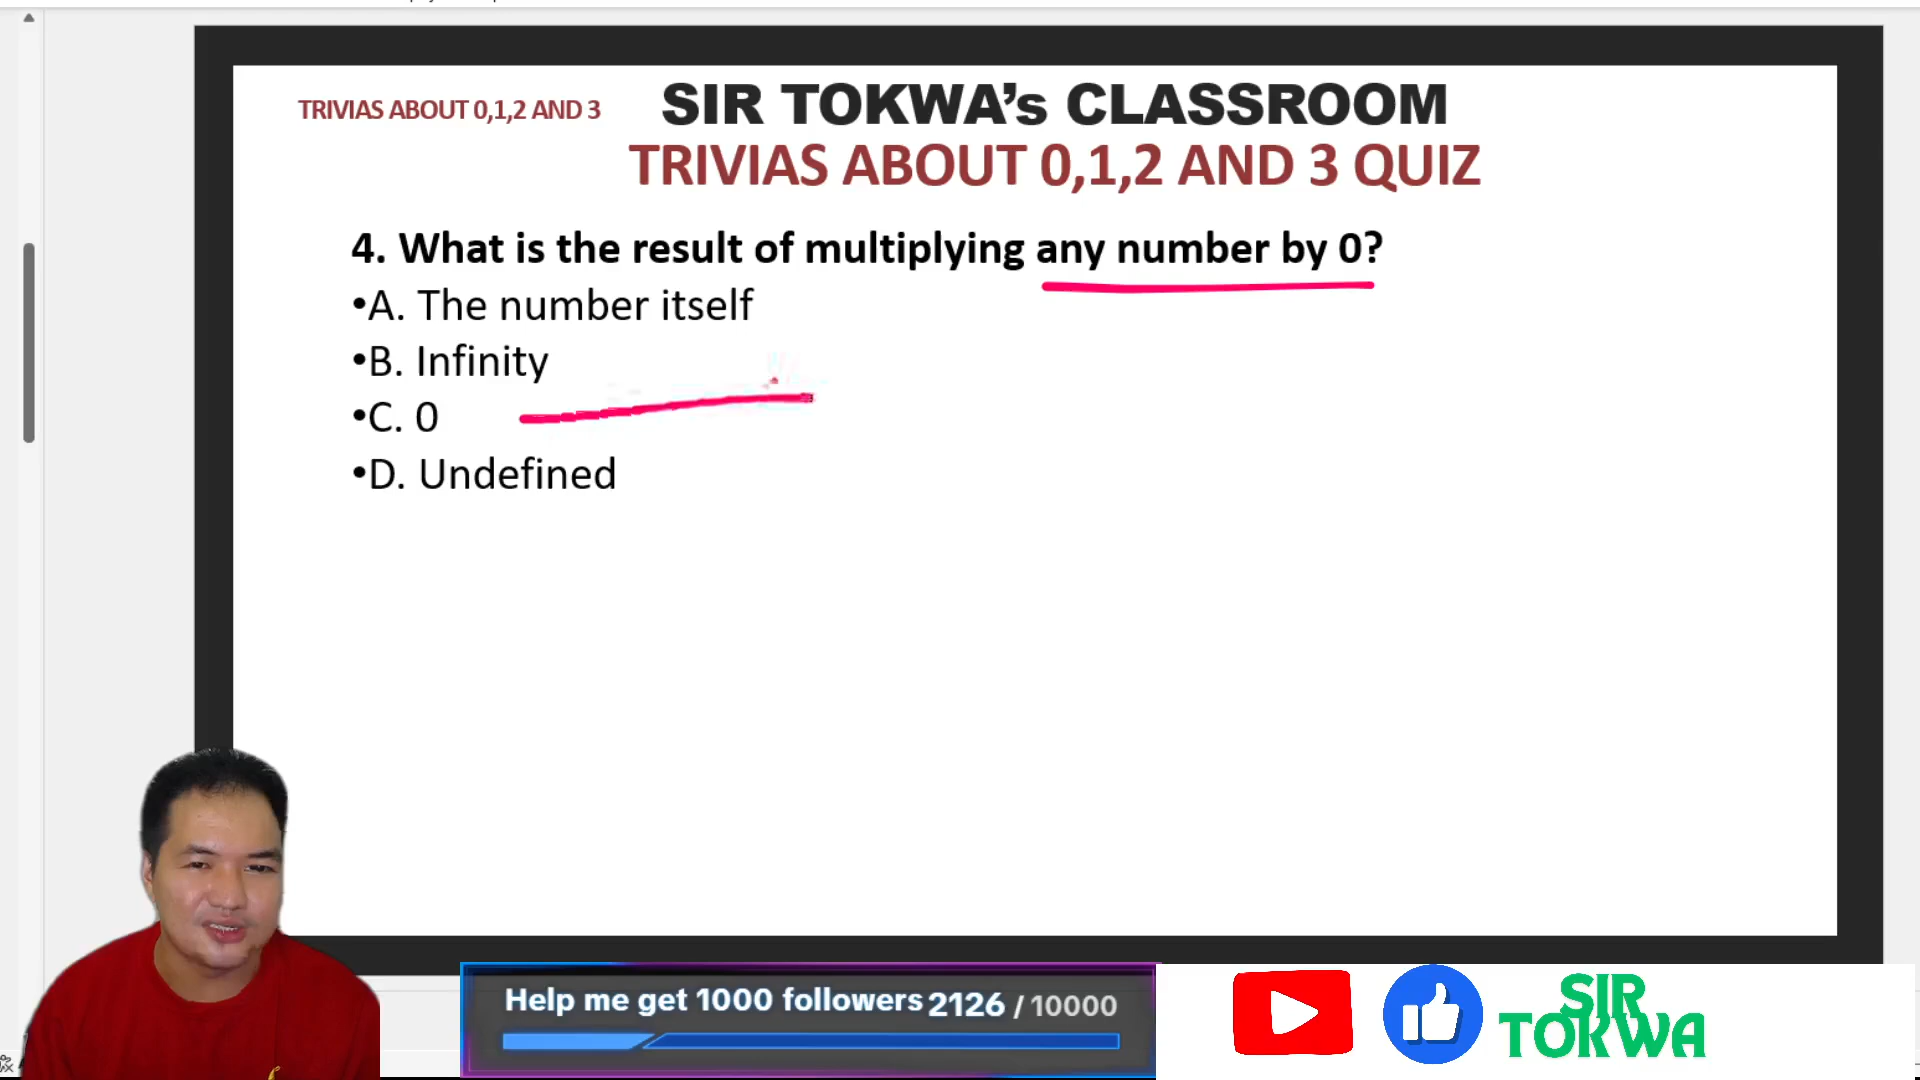 TRIVIAS ABOUT 0,1,2 AND 3
SIR TOKWA's CLASSROOM
TRIVIAS ABOUT 0,1,2 AND 3 QUIZ
4. What is the result of multiplying any number by 0?
•A. The number itself
•B. Infinity
•C. 0
•D. Undefined
Help me get 1000 followers 2126 / 10000
SIR
TOKWA